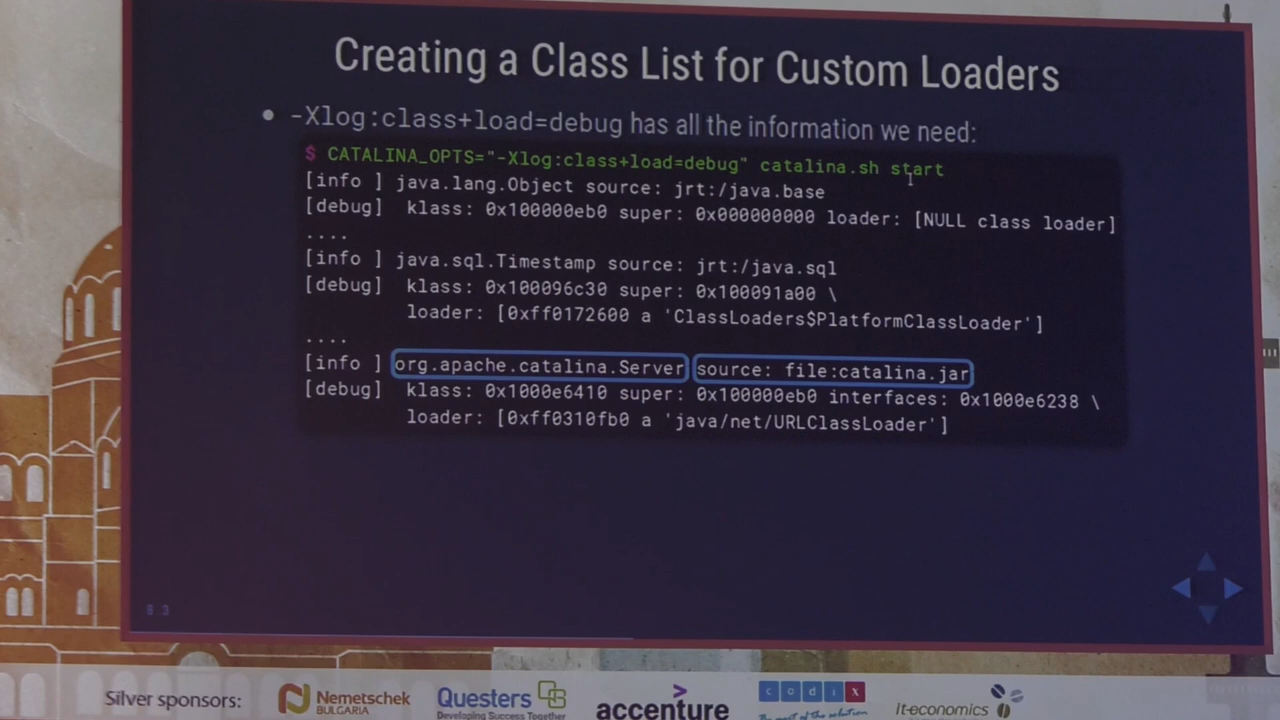 Creating a Class List for Custom Loaders
• -Xlog:class+load=debug has all the information we need:
$ CATALINA_OPTS="-Xlog:class+load=debug" catalina.sh start
[info ] java.lang.Object source: jrt:/java.base
[debug]  klass: 0x100000eb0 super: 0x000000000 loader: [NULL class loader]
....
[info ] java.sql.Timestamp source: jrt:/java.sql
[debug]  klass: 0x100096c30 super: 0x100091a00 \
loader: [0xff0172600 a 'ClassLoaders$PlatformClassLoader']
....
[info ] org.apache.catalina.Server source: file:catalina.jar
[debug]  klass: 0x1000e6410 super: 0x100000eb0 interfaces: 0x1000e6238 \
loader: [0xff0310fb0 a 'java/net/URLClassLoader']
Silver sponsors:
Nemetschek
BULGARIA
Questers
Developing Success Together
>
accenture
codix
It-economics